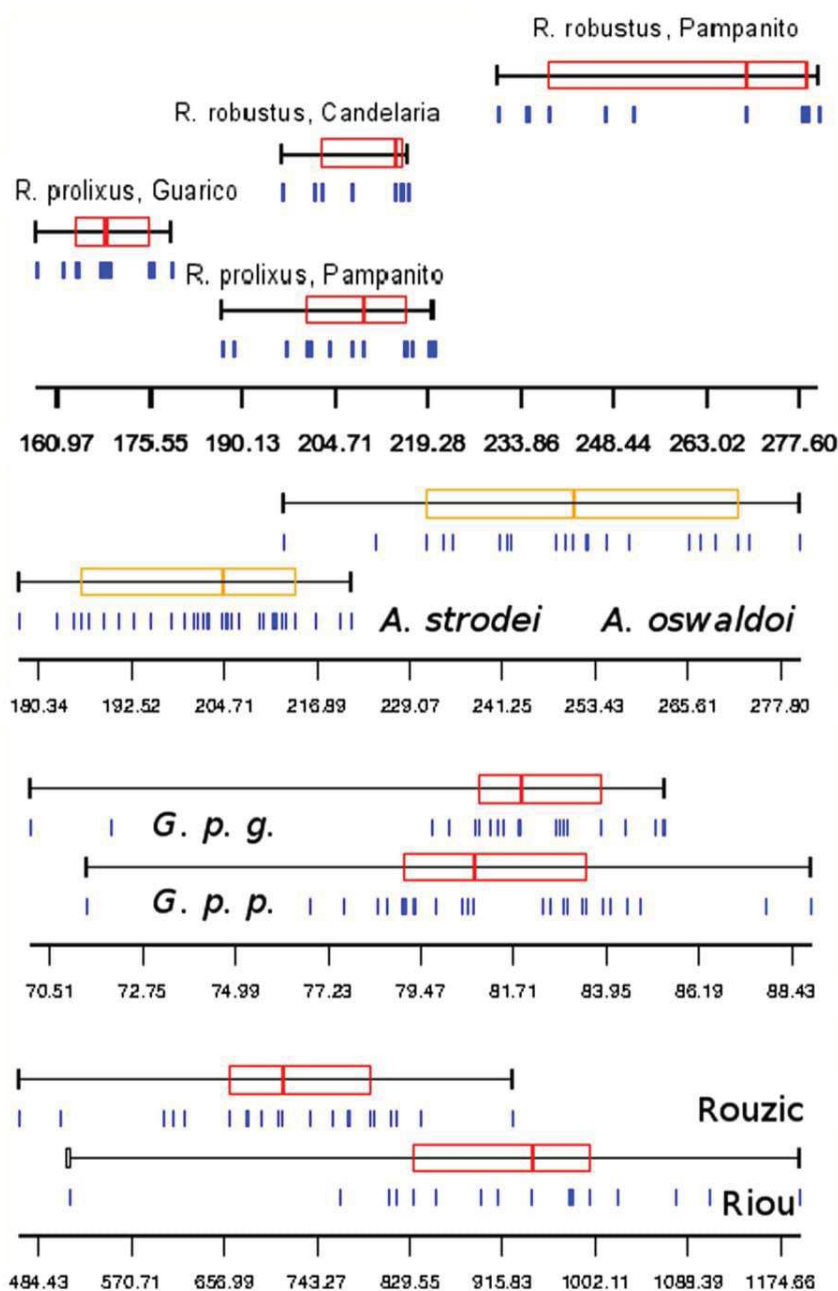 R. robustus, Pampanito
R. robustus, Candelaria
R. prolixus, Guarico
R. prolixus, Pampanito
160.97 175.55 190.13 204.71 219.28 233.86 248.44 263.02 277.60
A. strodei A. oswaldoi
180.34 192.52 204.71 216.89 229.07 241.25 253.43 265.61 277.80
G. p. g.
G. p. p.
70.51 72.75 74.99 77.23 79.47 81.71 83.95 86.19 88.43
Rouzic
Riou
484.43 570.71 656.99 743.27 829.55 915.83 1002.11 1088.39 1174.66